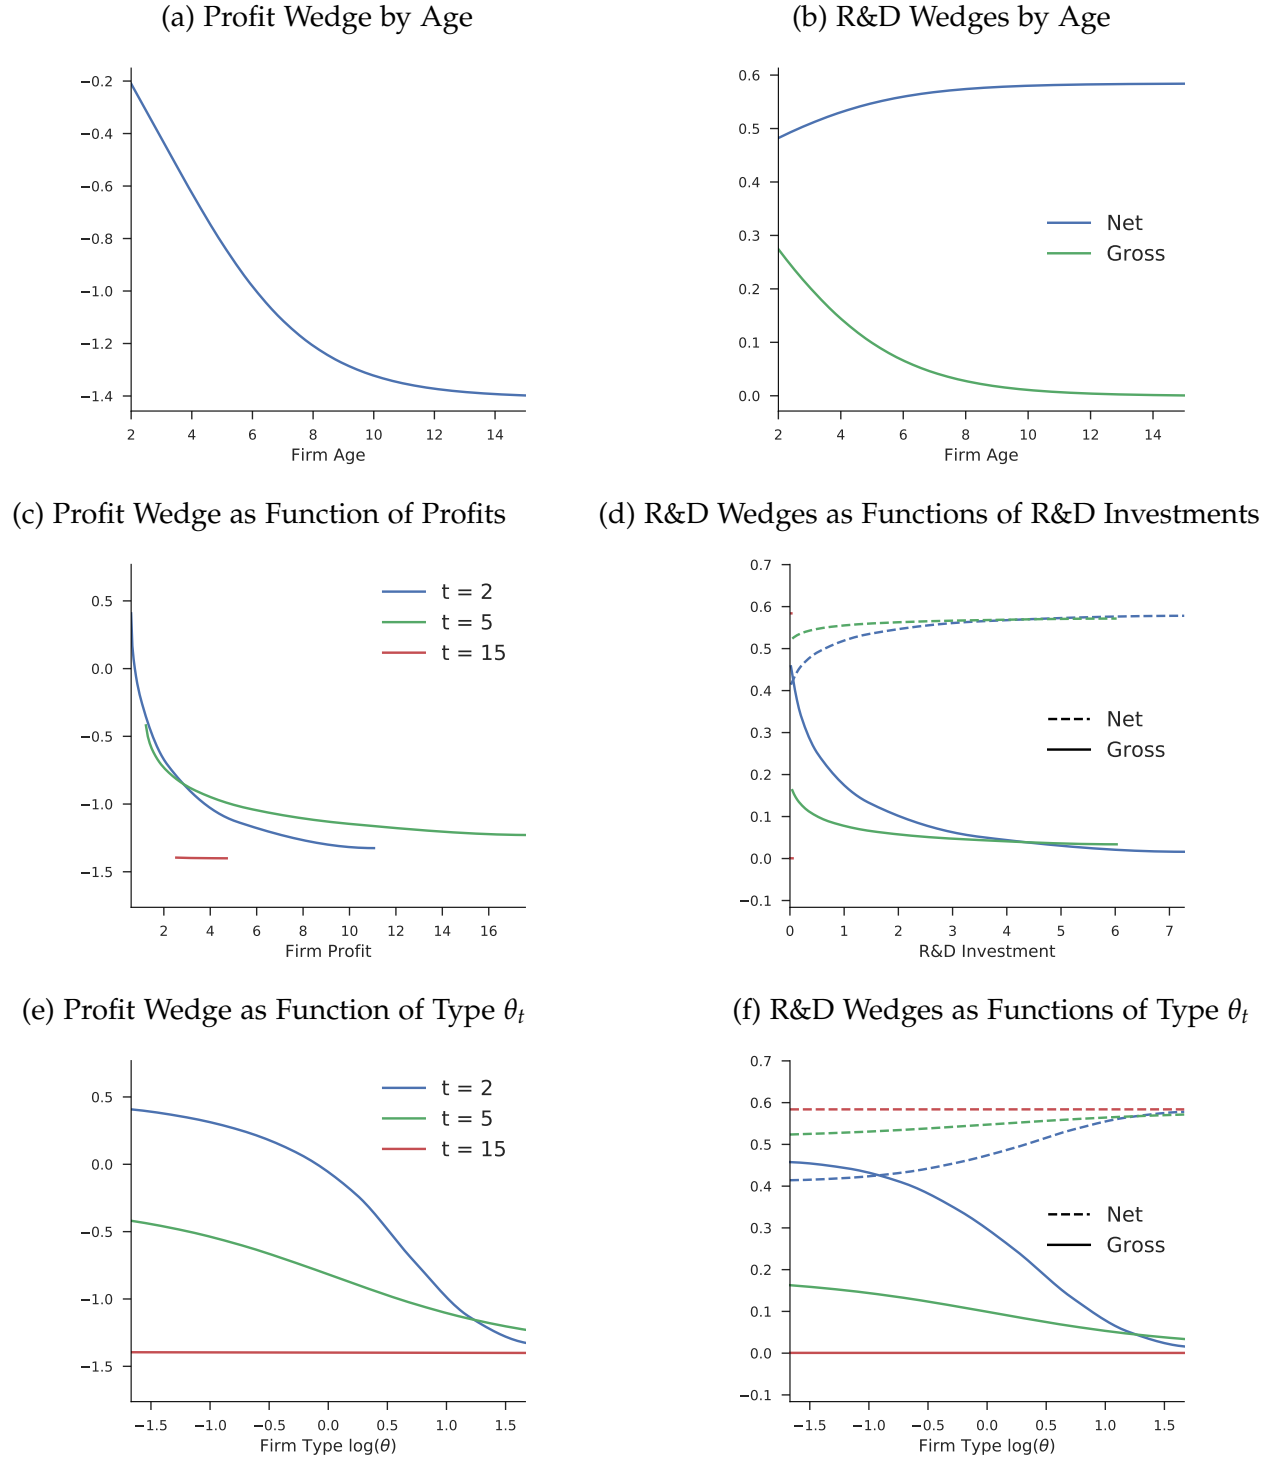 (a) Profit Wedge by Age
−0.2
−0.4
−0.6
−0.8
−1.0
−1.2
−1.4
2 4 6 8 10 12 14
Firm Age
(b) R&D Wedges by Age
0.6
0.5
0.4
0.3
0.2
0.1
0.0
Net
Gross
2 4 6 8 10 12 14
Firm Age
(c) Profit Wedge as Function of Profits
0.5
0.0
−0.5
−1.0
−1.5
t = 2
t = 5
t = 15
2 4 6 8 10 12 14 16
Firm Profit
(d) R&D Wedges as Functions of R&D Investments
0.7
0.6
0.5
0.4
0.3
0.2
0.1
0.0
−0.1
Net
Gross
0 1 2 3 4 5 6 7
R&D Investment
(e) Profit Wedge as Function of Type θt
0.5
0.0
−0.5
−1.0
−1.5
t = 2
t = 5
t = 15
−1.5 −1.0 −0.5 0.0 0.5 1.0 1.5
Firm Type log(θ)
(f) R&D Wedges as Functions of Type θt
0.7
0.6
0.5
0.4
0.3
0.2
0.1
0.0
−0.1
Net
Gross
−1.5 −1.0 −0.5 0.0 0.5 1.0 1.5
Firm Type log(θ)